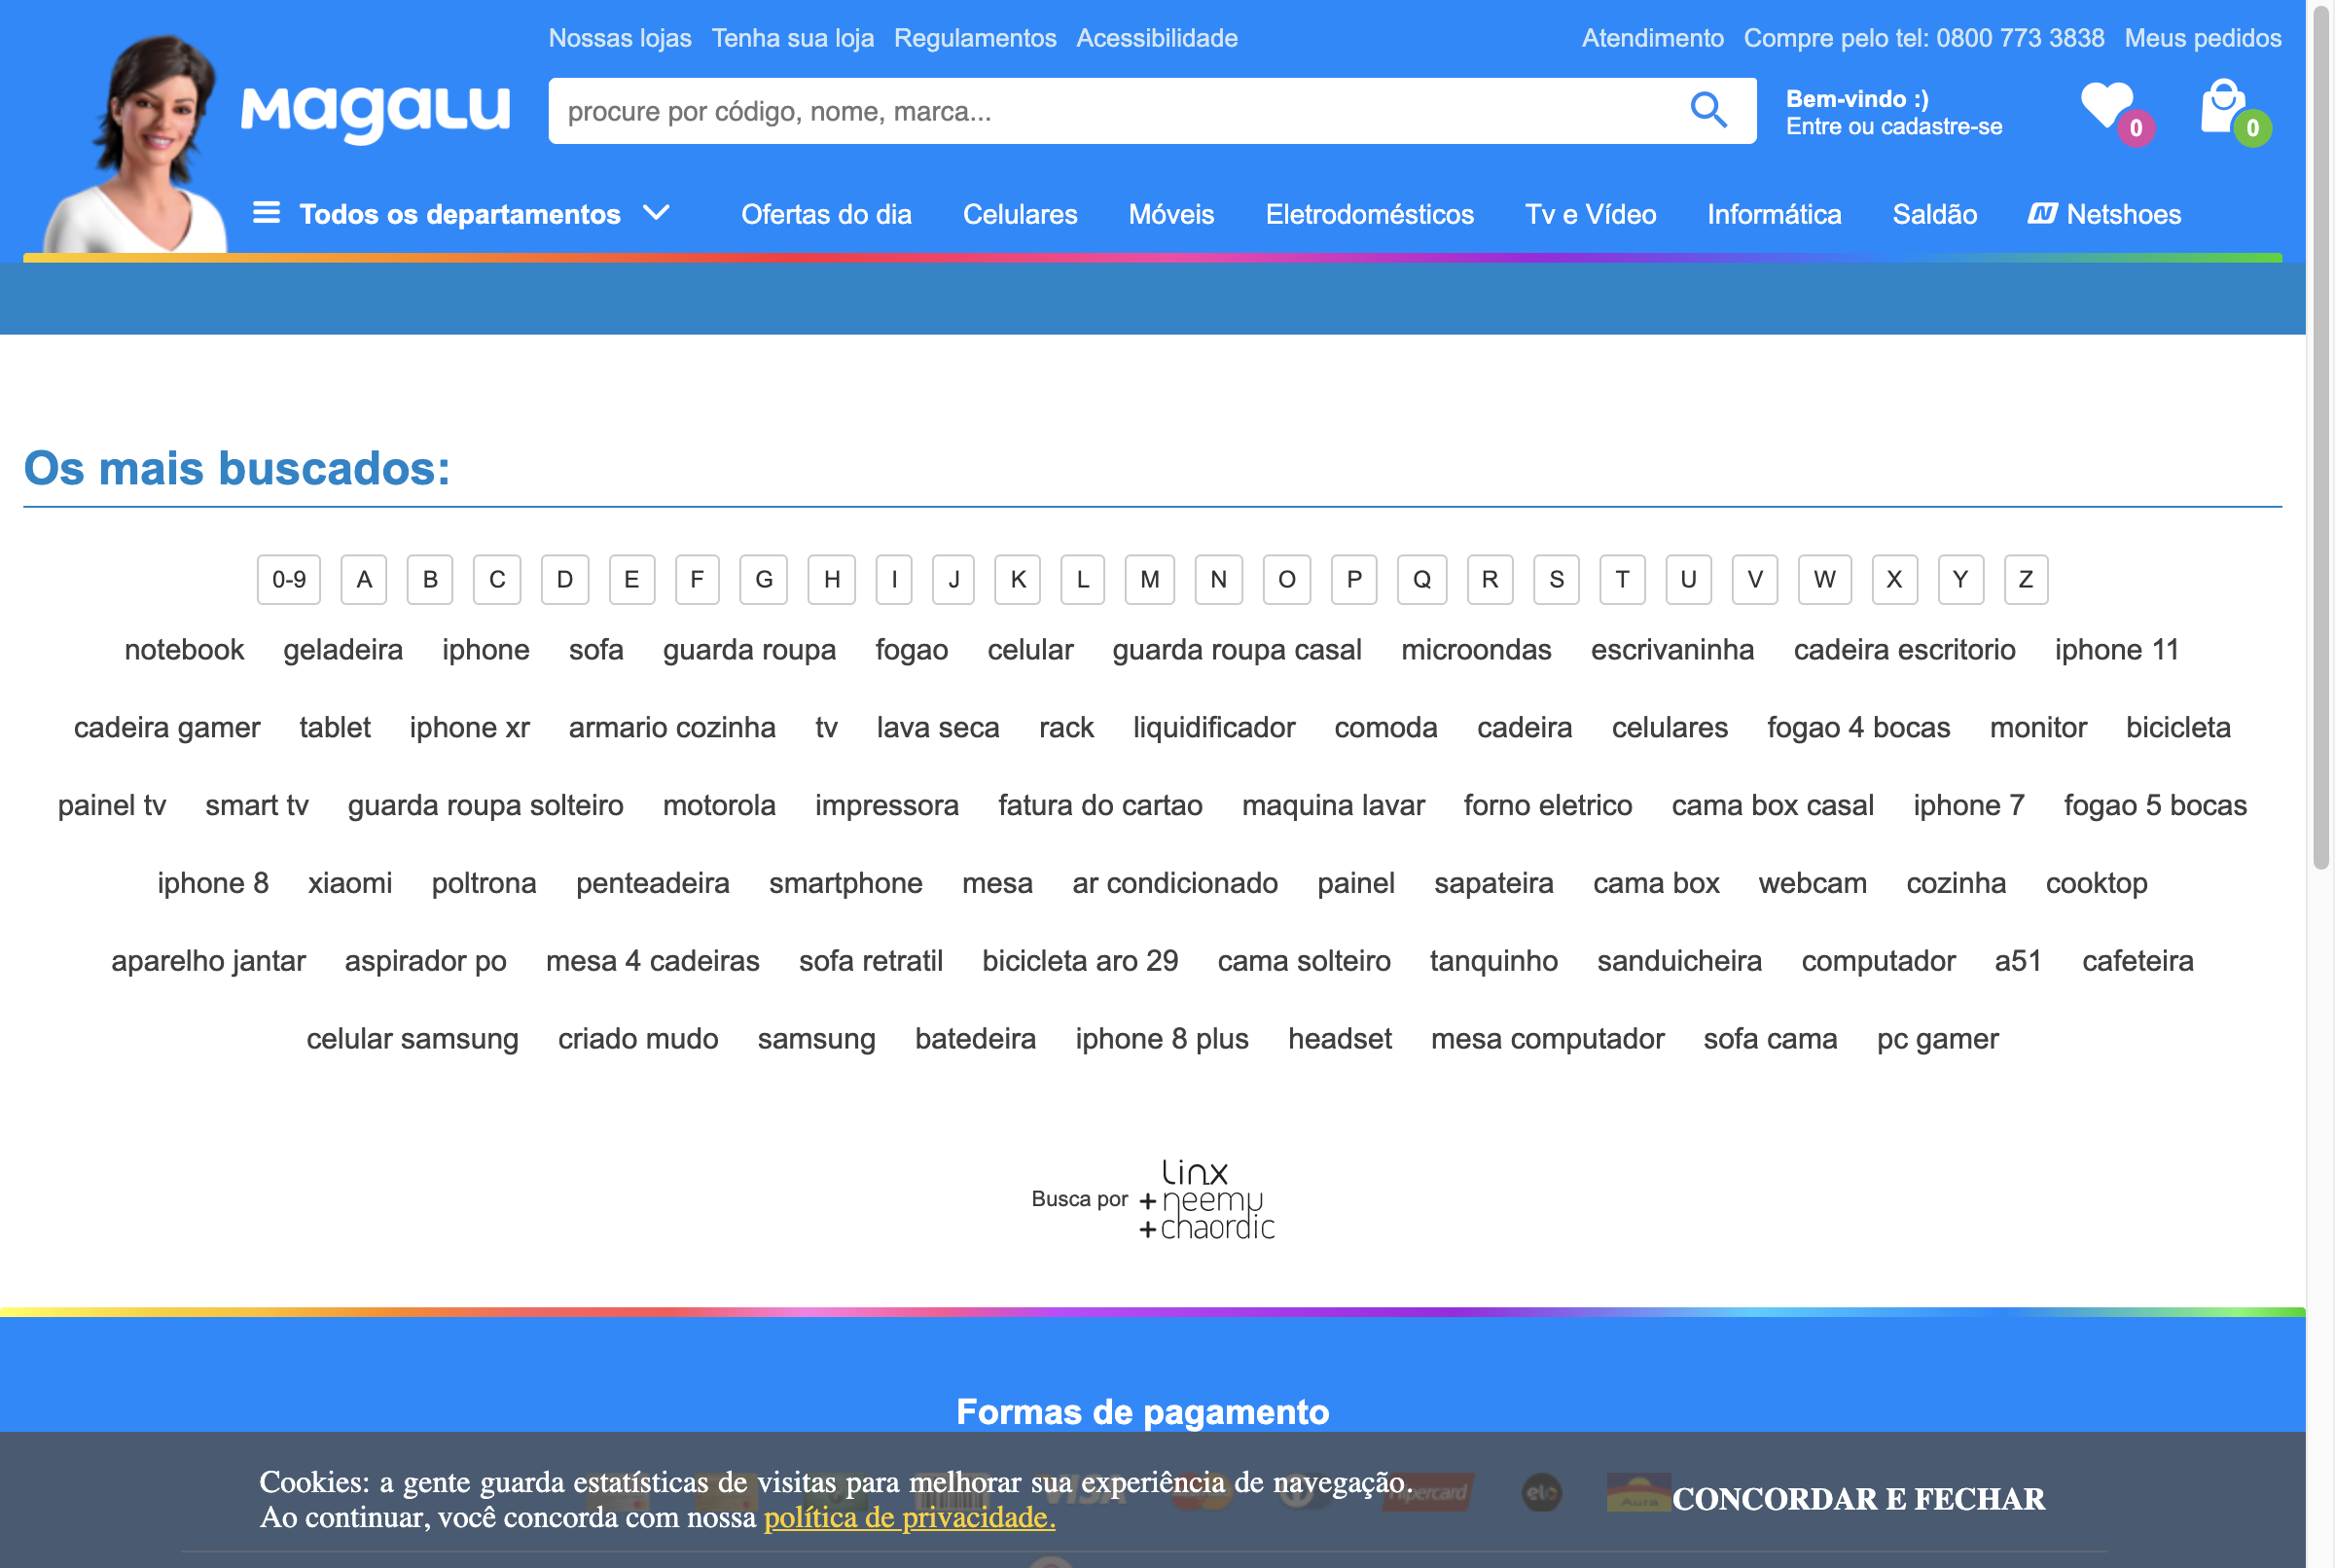 Nossas lojas Tenha sua loja Regulamentos Acessibilidade Atendimento Compre pelo tel: 0800 773 3838 Meus pedidos
Magalu
procure por código, nome, marca...
Bem-vindo :)
Entre ou cadastre-se
0
0
Todos os departamentos Ofertas do dia Celulares Móveis Eletrodomésticos Tv e Vídeo Informática Saldão N Netshoes
Os mais buscados:
0-9 A B C D E F G H I J K L M N O P Q R S T U V W X Y Z
notebook geladeira iphone sofa guarda roupa fogao celular guarda roupa casal microondas escrivaninha cadeira escritorio iphone 11
cadeira gamer tablet iphone xr armario cozinha tv lava seca rack liquidificador comoda cadeira celulares fogao 4 bocas monitor bicicleta
painel tv smart tv guarda roupa solteiro motorola impressora fatura do cartao maquina lavar forno eletrico cama box casal iphone 7 fogao 5 bocas
iphone 8 xiaomi poltrona penteadeira smartphone mesa ar condicionado painel sapateira cama box webcam cozinha cooktop
aparelho jantar aspirador po mesa 4 cadeiras sofa retratil bicicleta aro 29 cama solteiro tanquinho sanduicheira computador a51 cafeteira
celular samsung criado mudo samsung batedeira iphone 8 plus headset mesa computador sofa cama pc gamer
Busca por
linx
+neemu
+chaordic
Formas de pagamento
Cookies: a gente guarda estatísticas de visitas para melhorar sua experiência de navegação.
Ao continuar, você concorda com nossa política de privacidade.
CONCORDAR E FECHAR
VISA Hipercard elo Aura